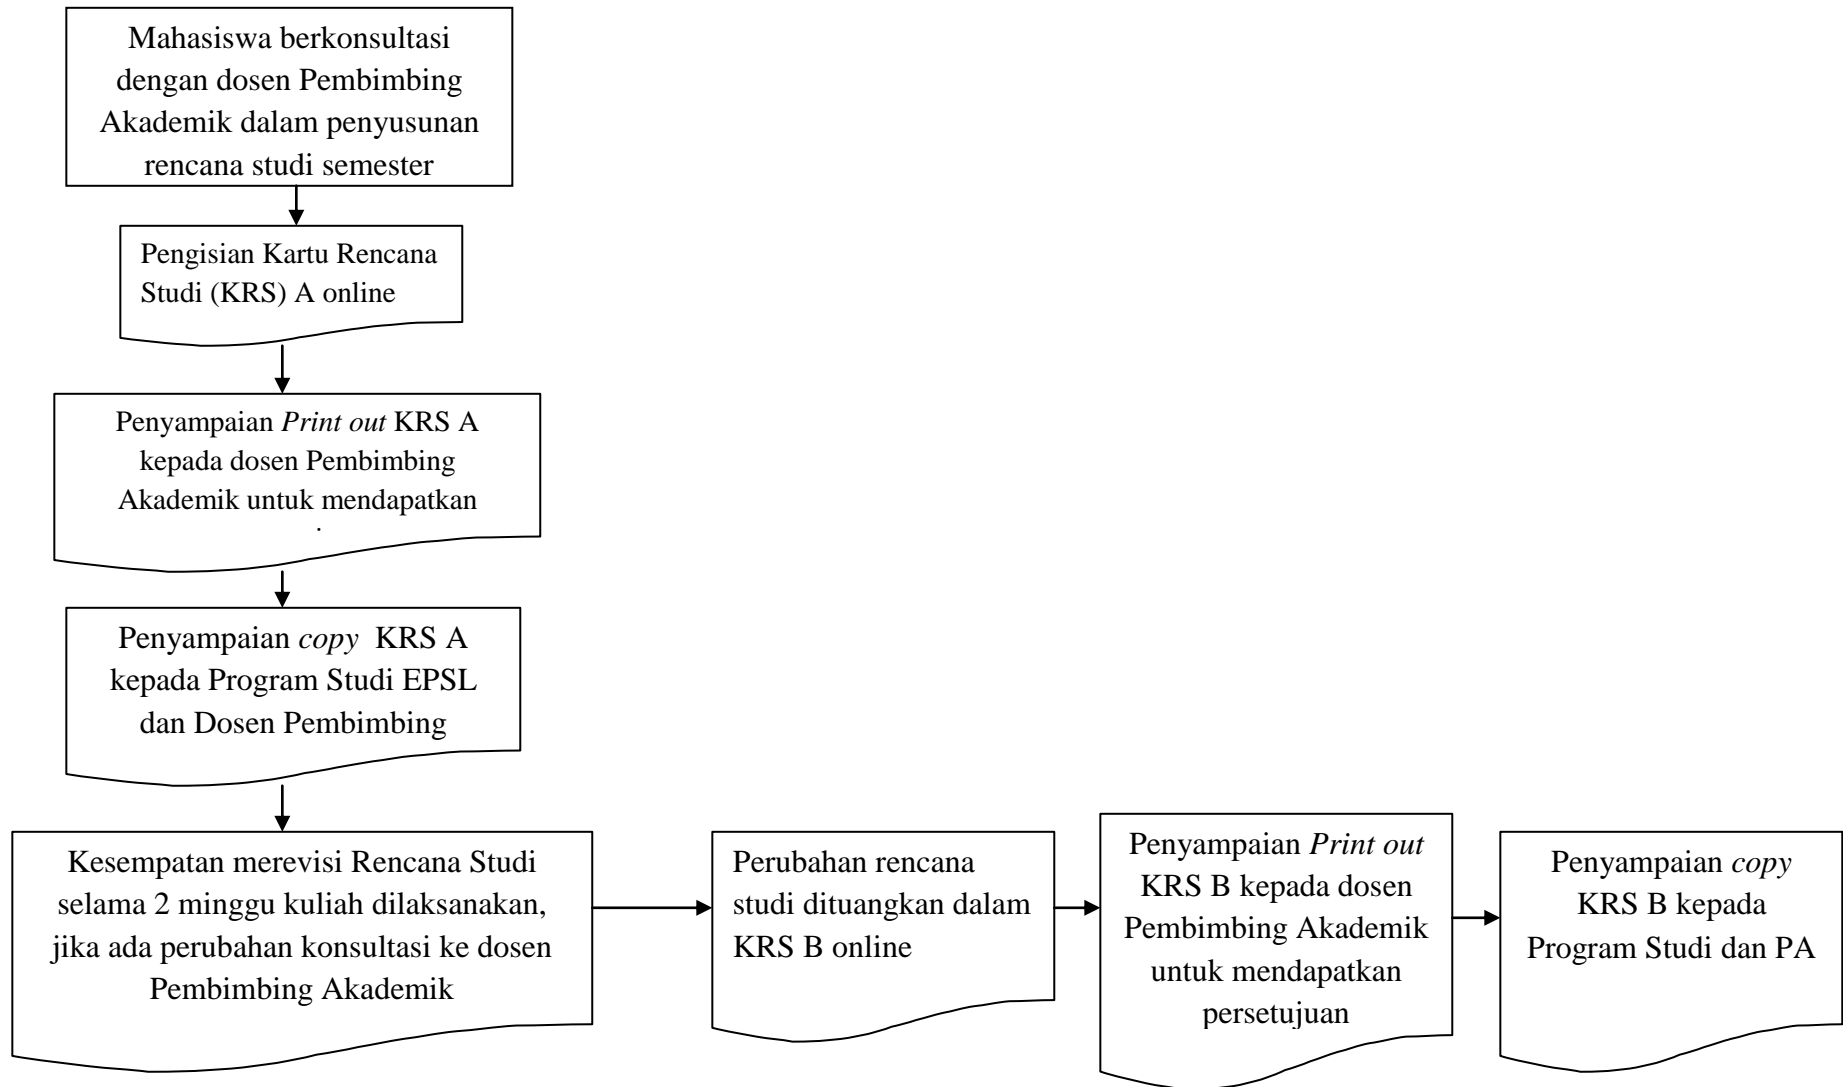 Mahasiswa berkonsultasi
dengan dosen Pembimbing
Akademik dalam penyusunan
rencana studi semester
Pengisian Kartu Rencana
Studi (KRS) A online
Penyampaian Print out KRS A
kepada dosen Pembimbing
Akademik untuk mendapatkan
Penyampaian copy KRS A
kepada Program Studi EPSL
dan Dosen Pembimbing
Kesempatan merevisi Rencana Studi
selama 2 minggu kuliah dilaksanakan,
jika ada perubahan konsultasi ke dosen
Pembimbing Akademik
Perubahan rencana
studi dituangkan dalam
KRS B online
Penyampaian Print out
KRS B kepada dosen
Pembimbing Akademik
untuk mendapatkan
persetujuan
Penyampaian copy
KRS B kepada
Program Studi dan PA